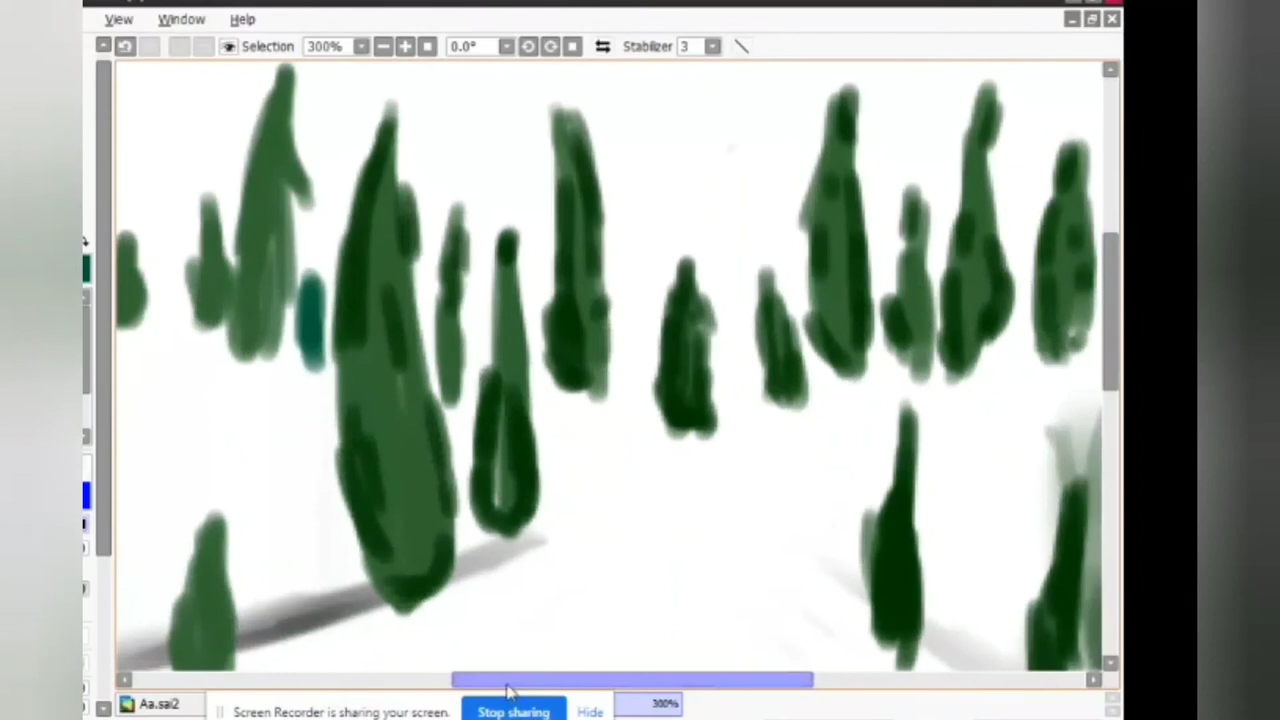 View Window Help
Selection 300% 0.0° Stabilizer 3
Aa.sai2
Screen Recorder is sharing your screen. Stop sharing Hide 300%